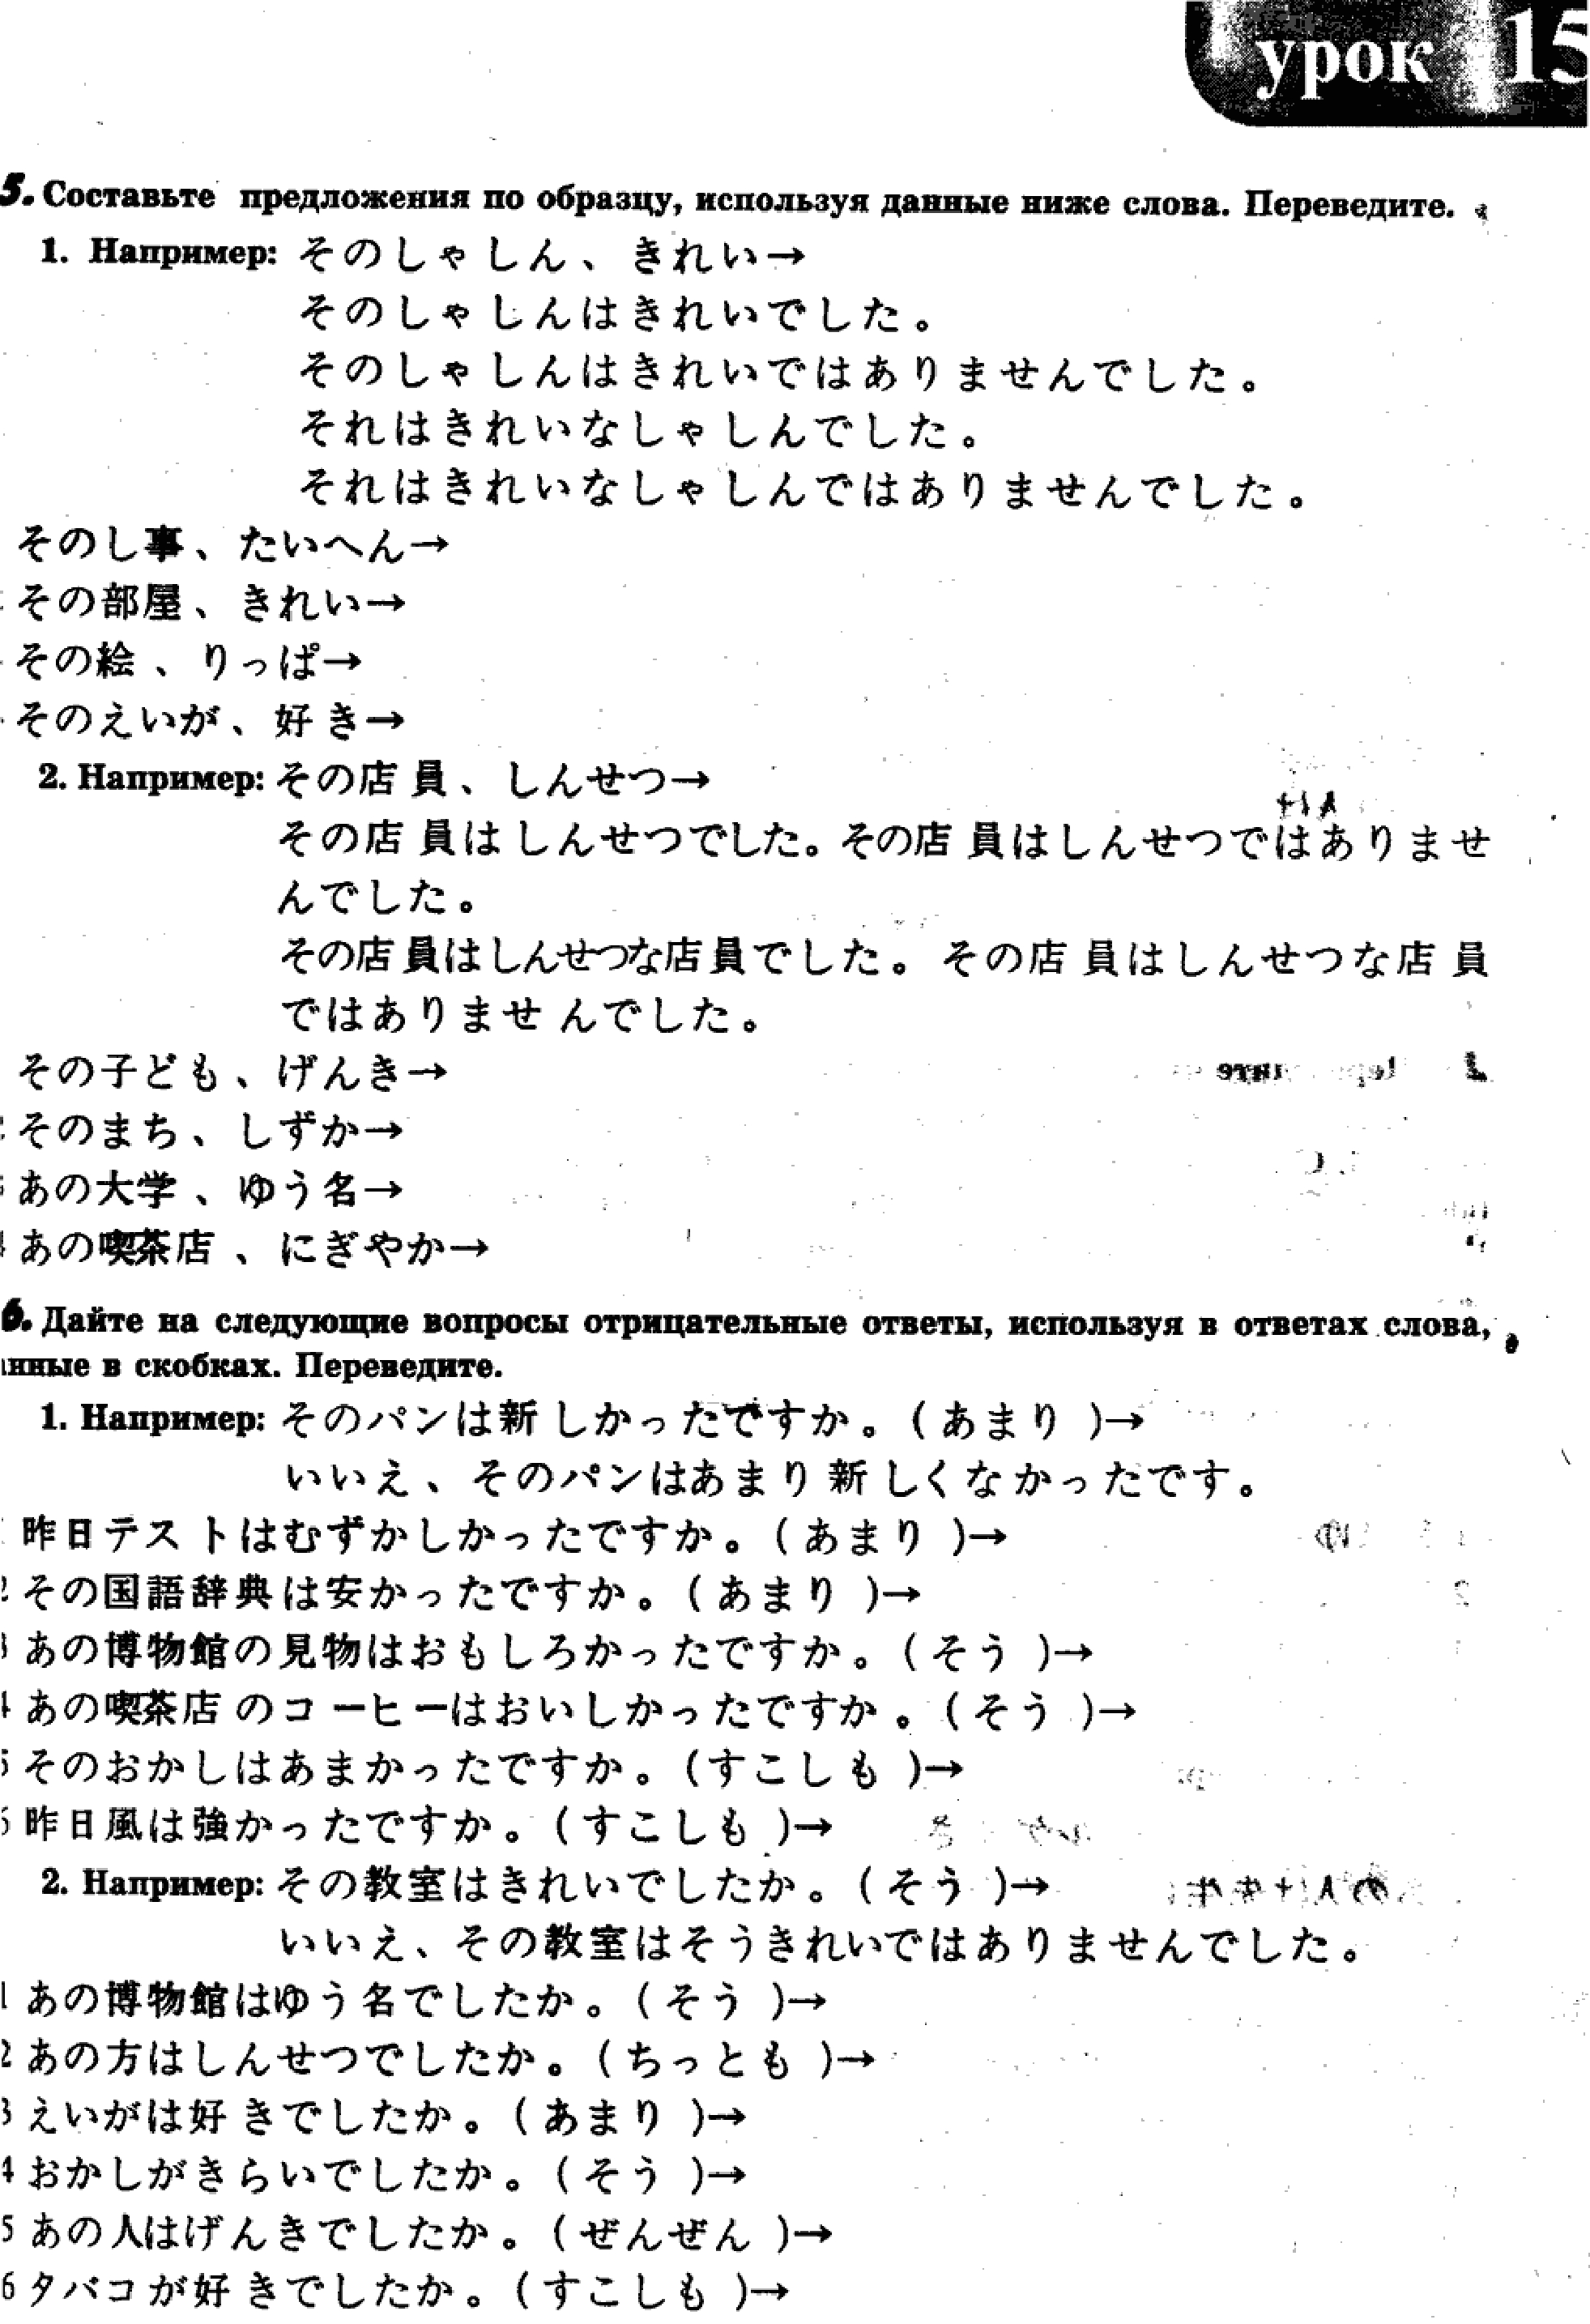 урок 15
5. Составьте предложения по образцу, используя данные ниже слова. Переведите.
1. Например: そのしゃしん、きれい→
そのしゃしんはきれいでした。
そのしゃしんはきれいではありませんでした。
それはきれいなしゃしんでした。
それはきれいなしゃしんではありませんでした。
そのし事、たいへん→
その部屋、きれい→
その絵、りっぱ→
そのえいが、好き→
2. Например: その店員、しんせつ→
その店員はしんせつでした。その店員はしんせつではありませ
んでした。
その店員はしんせつな店員でした。その店員はしんせつな店員
ではありませんでした。
その子ども、げんき→
そのまち、しずか→
あの大学、ゆう名→
あの喫茶店、にぎやか→
6. Дайте на следующие вопросы отрицательные ответы, используя в ответах слова,
нные в скобках. Переведите.
1. Например: そのパンは新しかったですか。(あまり)→
いいえ、そのパンはあまり新しくなかったです。
昨日テストはむずかしかったですか。(あまり)→
2 その国語辞典は安かったですか。(あまり)→
3 あの博物館の見物はおもしろかったですか。(そう)→
4 あの喫茶店のコーヒーはおいしかったですか。(そう)→
5 そのおかしはあまかったですか。(すこしも)→
6 昨日風は強かったですか。(すこしも)→
2. Например: その教室はきれいでしたか。(そう)→
いいえ、その教室はそうきれいではありませんでした。
1 あの博物館はゆう名でしたか。(そう)→
2 あの方はしんせつでしたか。(ちっとも)→
3 えいがは好きでしたか。(あまり)→
4 おかしがきらいでしたか。(そう)→
5 あの人はげんきでしたか。(ぜんぜん)→
6 タバコが好きでしたか。(すこしも)→